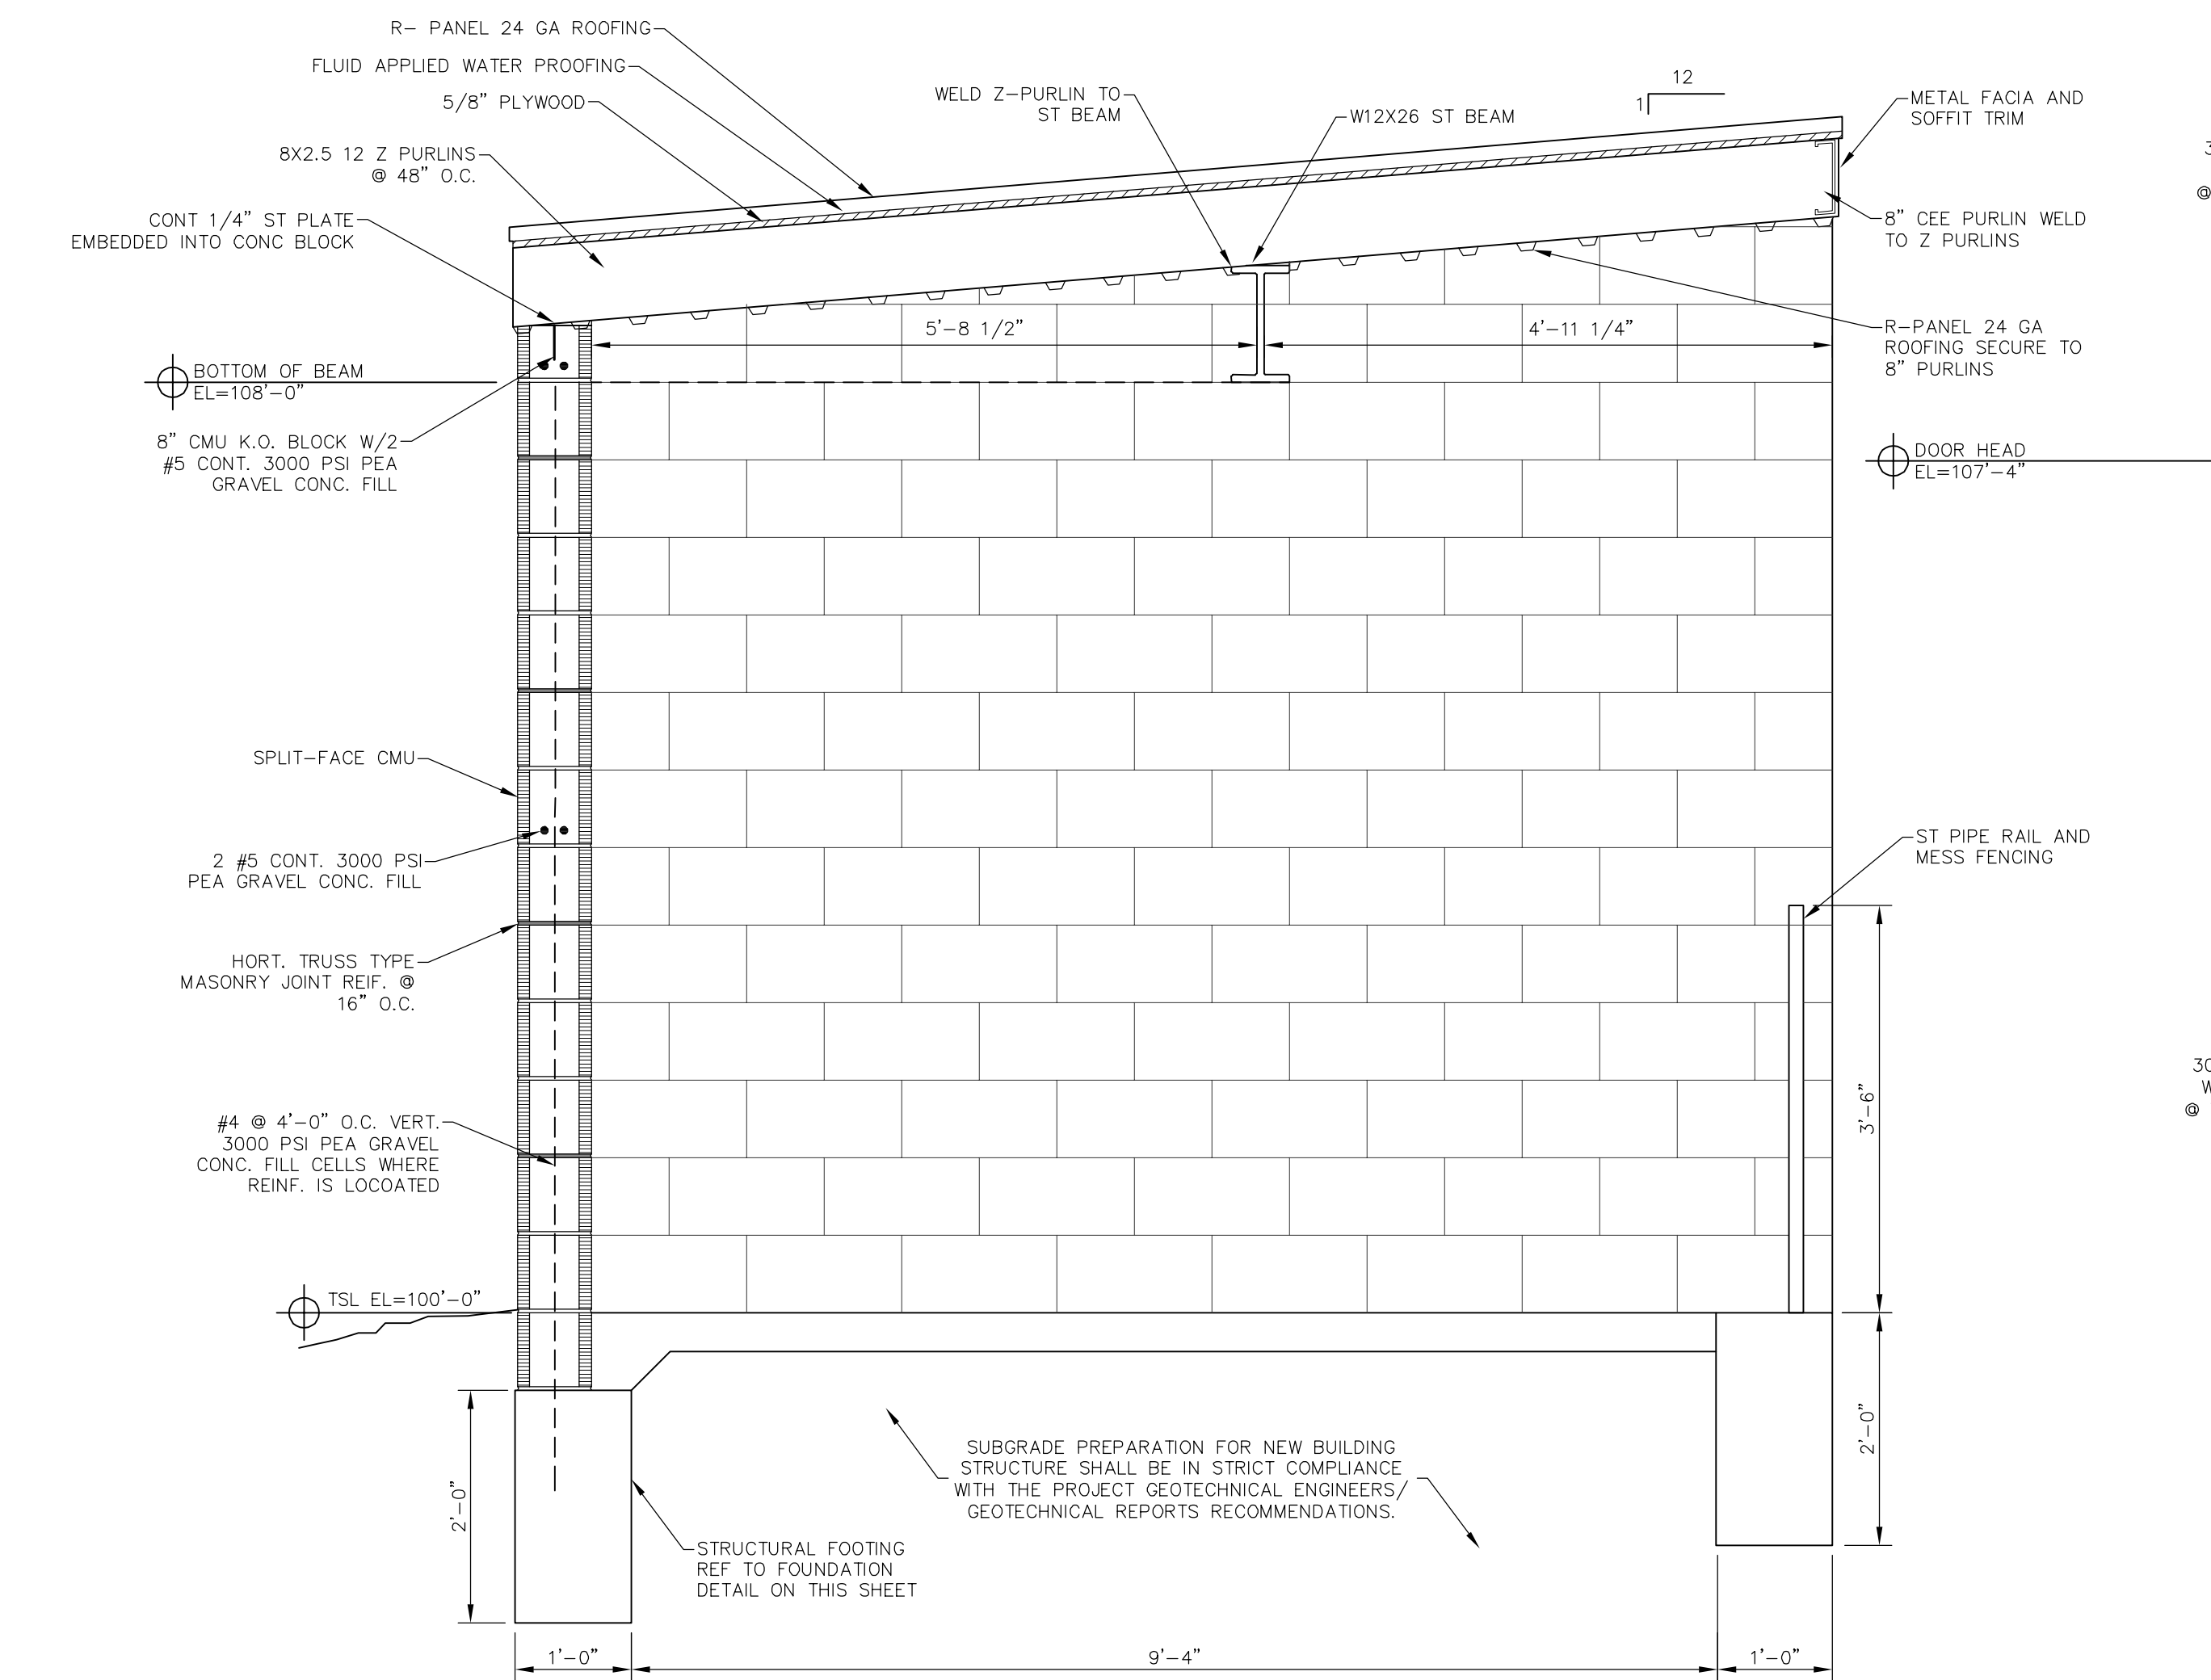 R- PANEL 24 GA ROOFING
FLUID APPLIED WATER PROOFING
5/8" PLYWOOD
8X2.5 12 Z PURLINS
@ 48" O.C.
CONT 1/4" ST PLATE
EMBEDDED INTO CONC BLOCK
WELD Z-PURLIN TO
ST BEAM
W12X26 ST BEAM
12
1
METAL FACIA AND
SOFFIT TRIM
8" CEE PURLIN WELD
TO Z PURLINS
R-PANEL 24 GA
ROOFING SECURE TO
8" PURLINS
5'-8 1/2"
4'-11 1/4"
BOTTOM OF BEAM
EL=108'-0"
8" CMU K.O. BLOCK W/2
#5 CONT. 3000 PSI PEA
GRAVEL CONC. FILL
DOOR HEAD
EL=107'-4"
SPLIT-FACE CMU
2 #5 CONT. 3000 PSI
PEA GRAVEL CONC. FILL
HORT. TRUSS TYPE
MASONRY JOINT REIF. @
16" O.C.
#4 @ 4'-0" O.C. VERT.
3000 PSI PEA GRAVEL
CONC. FILL CELLS WHERE
REINF. IS LOCOATED
ST PIPE RAIL AND
MESS FENCING
3'-6"
TSL EL=100'-0"
2'-0"
2'-0"
SUBGRADE PREPARATION FOR NEW BUILDING
STRUCTURE SHALL BE IN STRICT COMPLIANCE
WITH THE PROJECT GEOTECHNICAL ENGINEERS/
GEOTECHNICAL REPORTS RECOMMENDATIONS.
STRUCTURAL FOOTING
REF TO FOUNDATION
DETAIL ON THIS SHEET
1'-0"
9'-4"
1'-0"
@
30
@